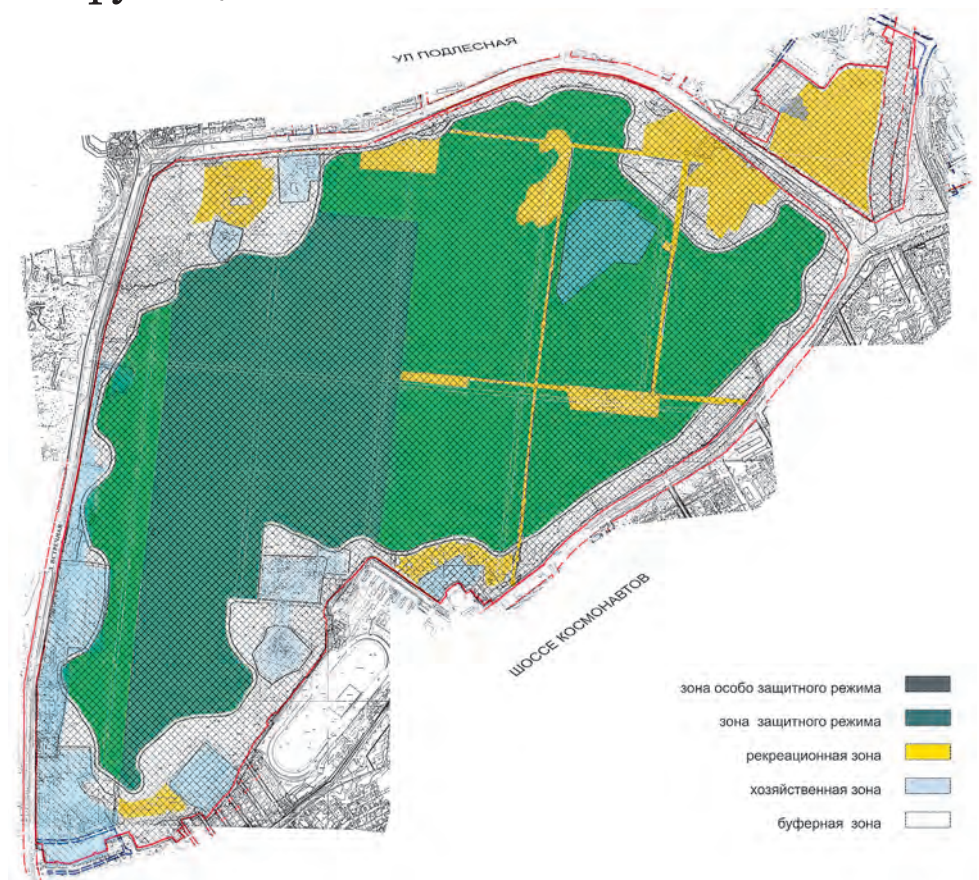 УЛ ПОДЛЕСНАЯ
ШОССЕ КОСМОНАВТОВ
зона особо защитного режима
зона защитного режима
рекреационная зона
хозяйственная зона
буферная зона